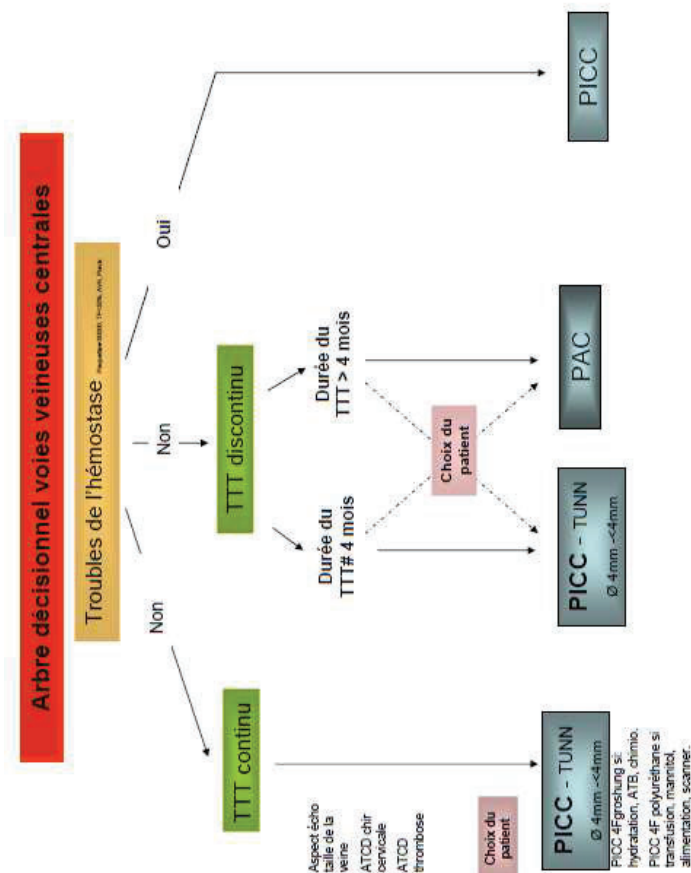 Arbre décisionnel voies veineuses centrales
Troubles de l'hémostase
Non
Non
Oui
TTT continu
TTT discontinu
Durée du
TTT# 4 mois
Durée du
TTT > 4 mois
Aspect écho
taille de la
veine
ATCD chir
cervicale
ATCD
thrombose
Choix du
patient
Choix du
patient
PICC - TUNN
Ø 4mm -<4mm
PICC - TUNN
Ø 4mm -<4mm
PAC
PICC
PICC 4Fgroshung si:
hydratation, ATB, chimio.
PICC 4F polyuréthane si
transfusion, mannitol,
alimentation, scanner.